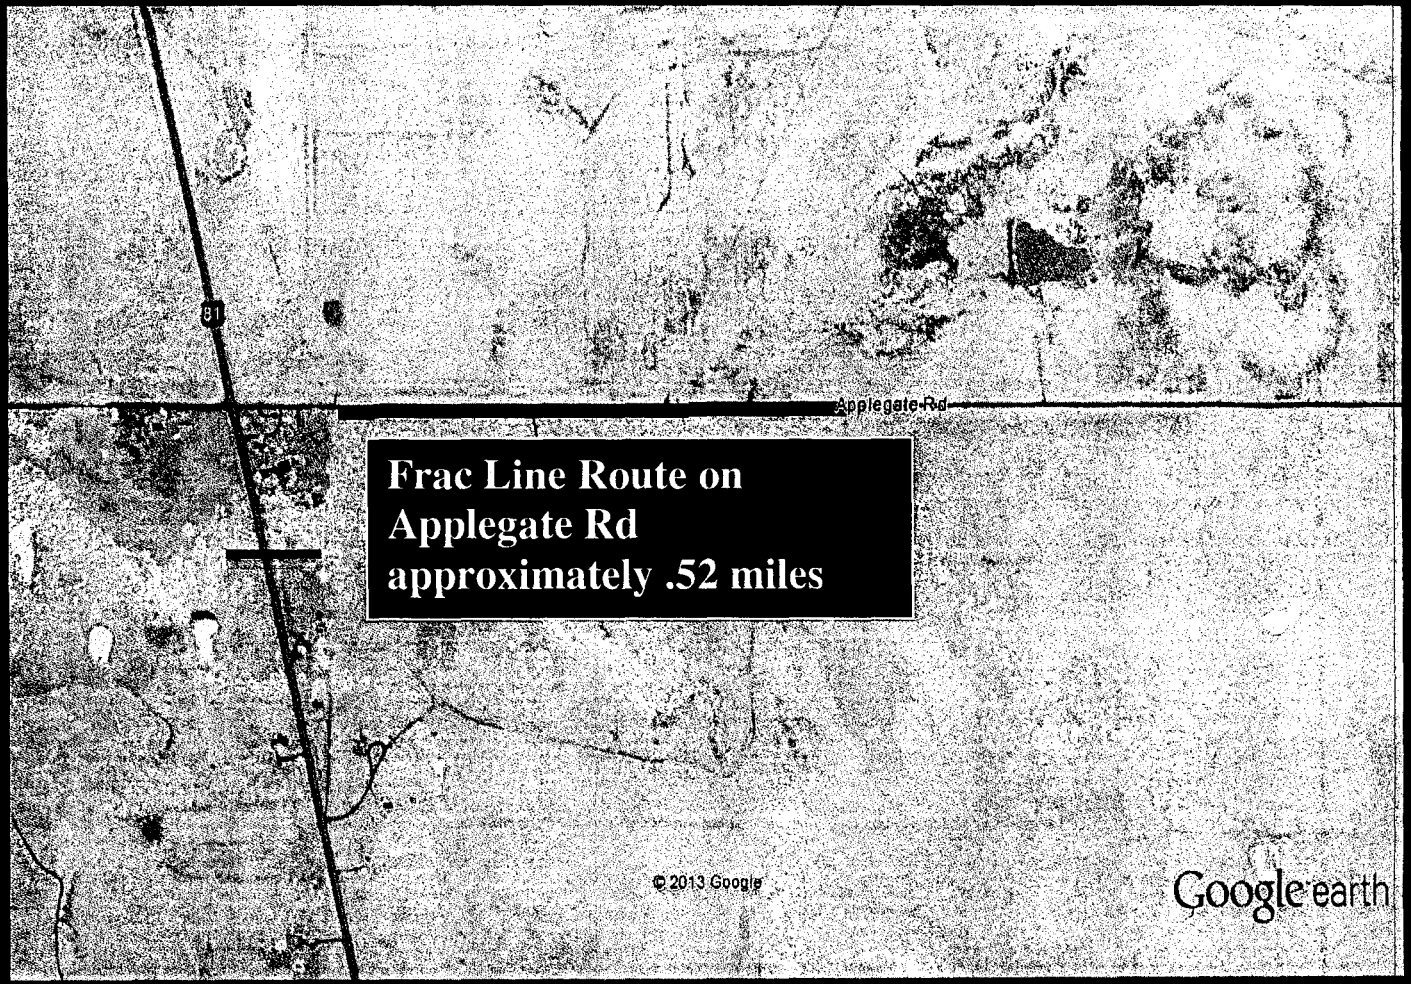 81
Applegate Rd
Frac Line Route on
Applegate Rd
approximately .52 miles
© 2013 Google
Google earth